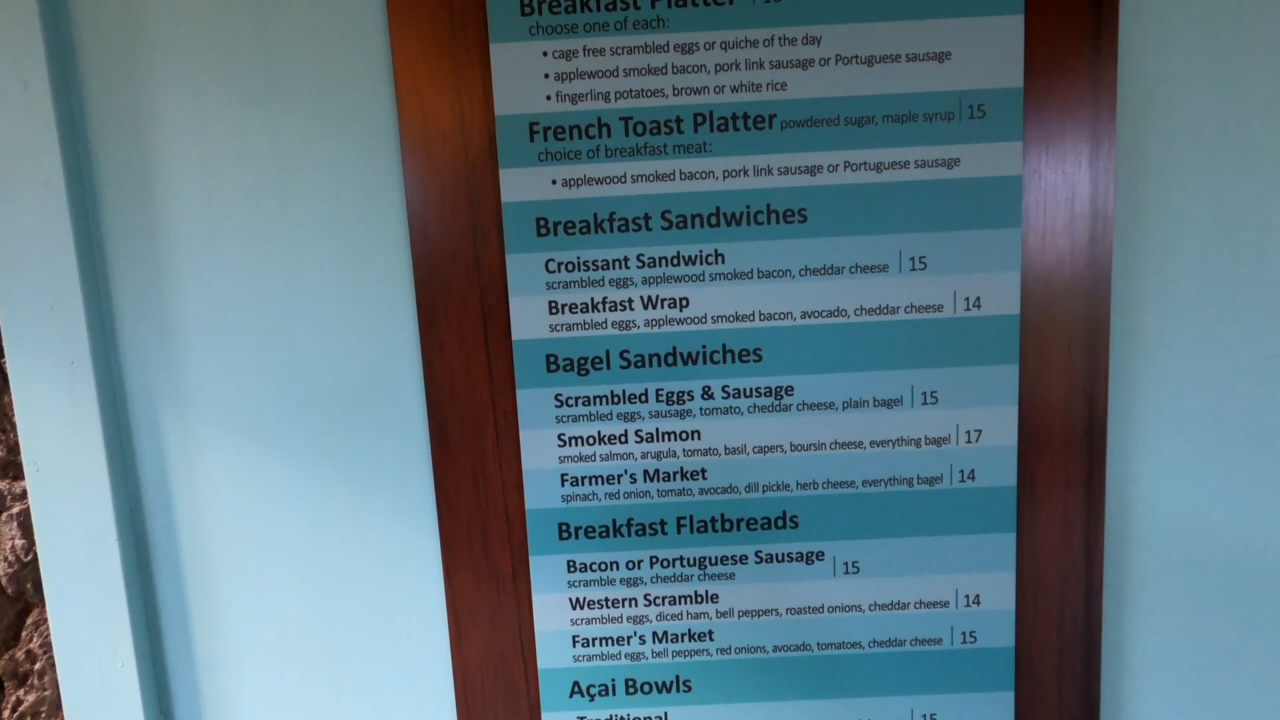 Breakfast Platter |
choose one of each:
• cage free scrambled eggs or quiche of the day
• applewood smoked bacon, pork link sausage or Portuguese sausage
• fingerling potatoes, brown or white rice
French Toast Platter powdered sugar, maple syrup | 15
choice of breakfast meat:
• applewood smoked bacon, pork link sausage or Portuguese sausage
Breakfast Sandwiches
Croissant Sandwich
scrambled eggs, applewood smoked bacon, cheddar cheese | 15
Breakfast Wrap
scrambled eggs, applewood smoked bacon, avocado, cheddar cheese | 14
Bagel Sandwiches
Scrambled Eggs & Sausage
scrambled eggs, sausage, tomato, cheddar cheese, plain bagel | 15
Smoked Salmon
smoked salmon, arugula, tomato, basil, capers, boursin cheese, everything bagel | 17
Farmer's Market
spinach, red onion, tomato, avocado, dill pickle, herb cheese, everything bagel | 14
Breakfast Flatbreads
Bacon or Portuguese Sausage | 15
scramble eggs, cheddar cheese
Western Scramble
scrambled eggs, diced ham, bell peppers, roasted onions, cheddar cheese | 14
Farmer's Market
scrambled eggs, bell peppers, red onions, avocado, tomatoes, cheddar cheese | 15
Açai Bowls
Traditional | 15